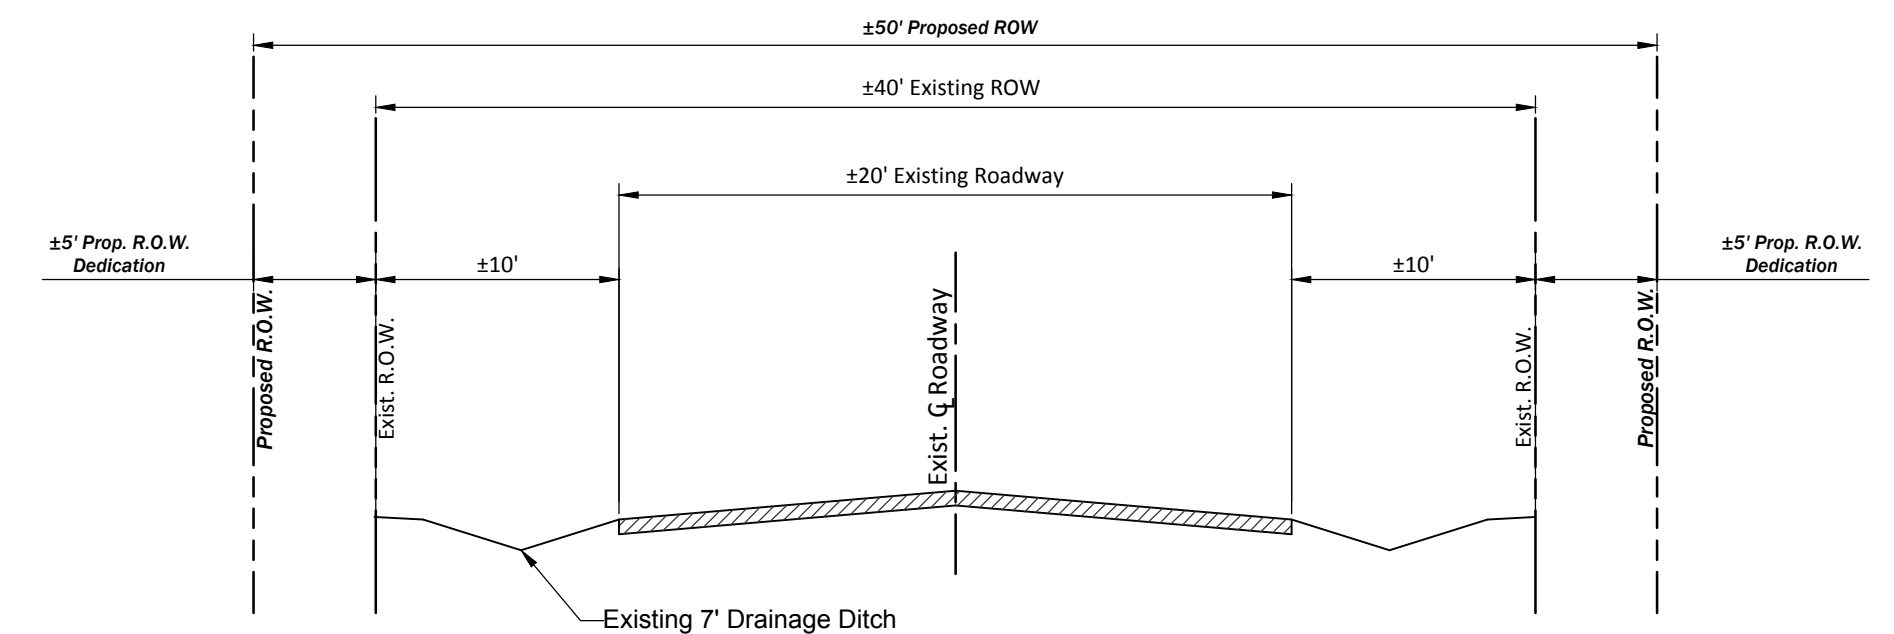 ±50' Proposed ROW
±40' Existing ROW
±20' Existing Roadway
±5' Prop. R.O.W.
Dedication
±10'
±10'
±5' Prop. R.O.W.
Dedication
Proposed R.O.W.
Exist. R.O.W.
Exist. ℄ Roadway
Exist. R.O.W.
Proposed R.O.W.
Existing 7' Drainage Ditch